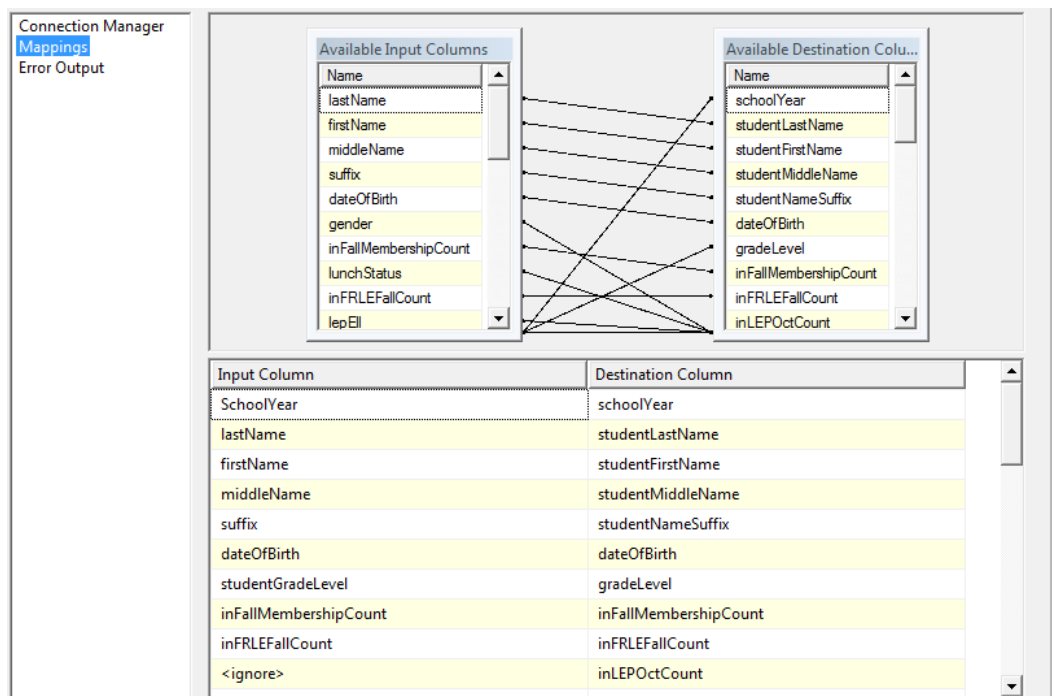 Connection Manager
Mappings
Error Output
Available Input Columns
Name
lastName
firstName
middleName
suffix
dateOfBirth
gender
inFallMembershipCount
lunchStatus
inFRLEFallCount
lepEll
Available Destination Colu...
Name
schoolYear
studentLastName
studentFirstName
studentMiddleName
studentNameSuffix
dateOfBirth
gradeLevel
inFallMembershipCount
inFRLEFallCount
inLEPOctCount
Input Column Destination Column
SchoolYear schoolYear
lastName studentLastName
firstName studentFirstName
middleName studentMiddleName
suffix studentNameSuffix
dateOfBirth dateOfBirth
studentGradeLevel gradeLevel
inFallMembershipCount inFallMembershipCount
inFRLEFallCount inFRLEFallCount
<ignore> inLEPOctCount